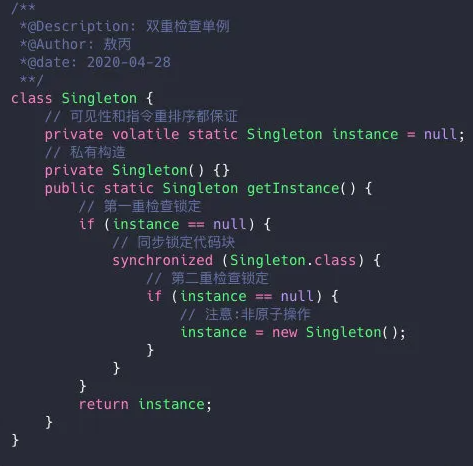 /**
 *@Description: 双重检查单例
 *@Author: 敖丙
 *@date: 2020-04-28
 **/
class Singleton {
    // 可见性和指令重排序都保证
    private volatile static Singleton instance = null;
    // 私有构造
    private Singleton() {}
    public static Singleton getInstance() {
        // 第一重检查锁定
        if (instance == null) {
            // 同步锁定代码块
            synchronized (Singleton.class) {
                // 第二重检查锁定
                if (instance == null) {
                    // 注意:非原子操作
                    instance = new Singleton();
                }
            }
        }
        return instance;
    }
}